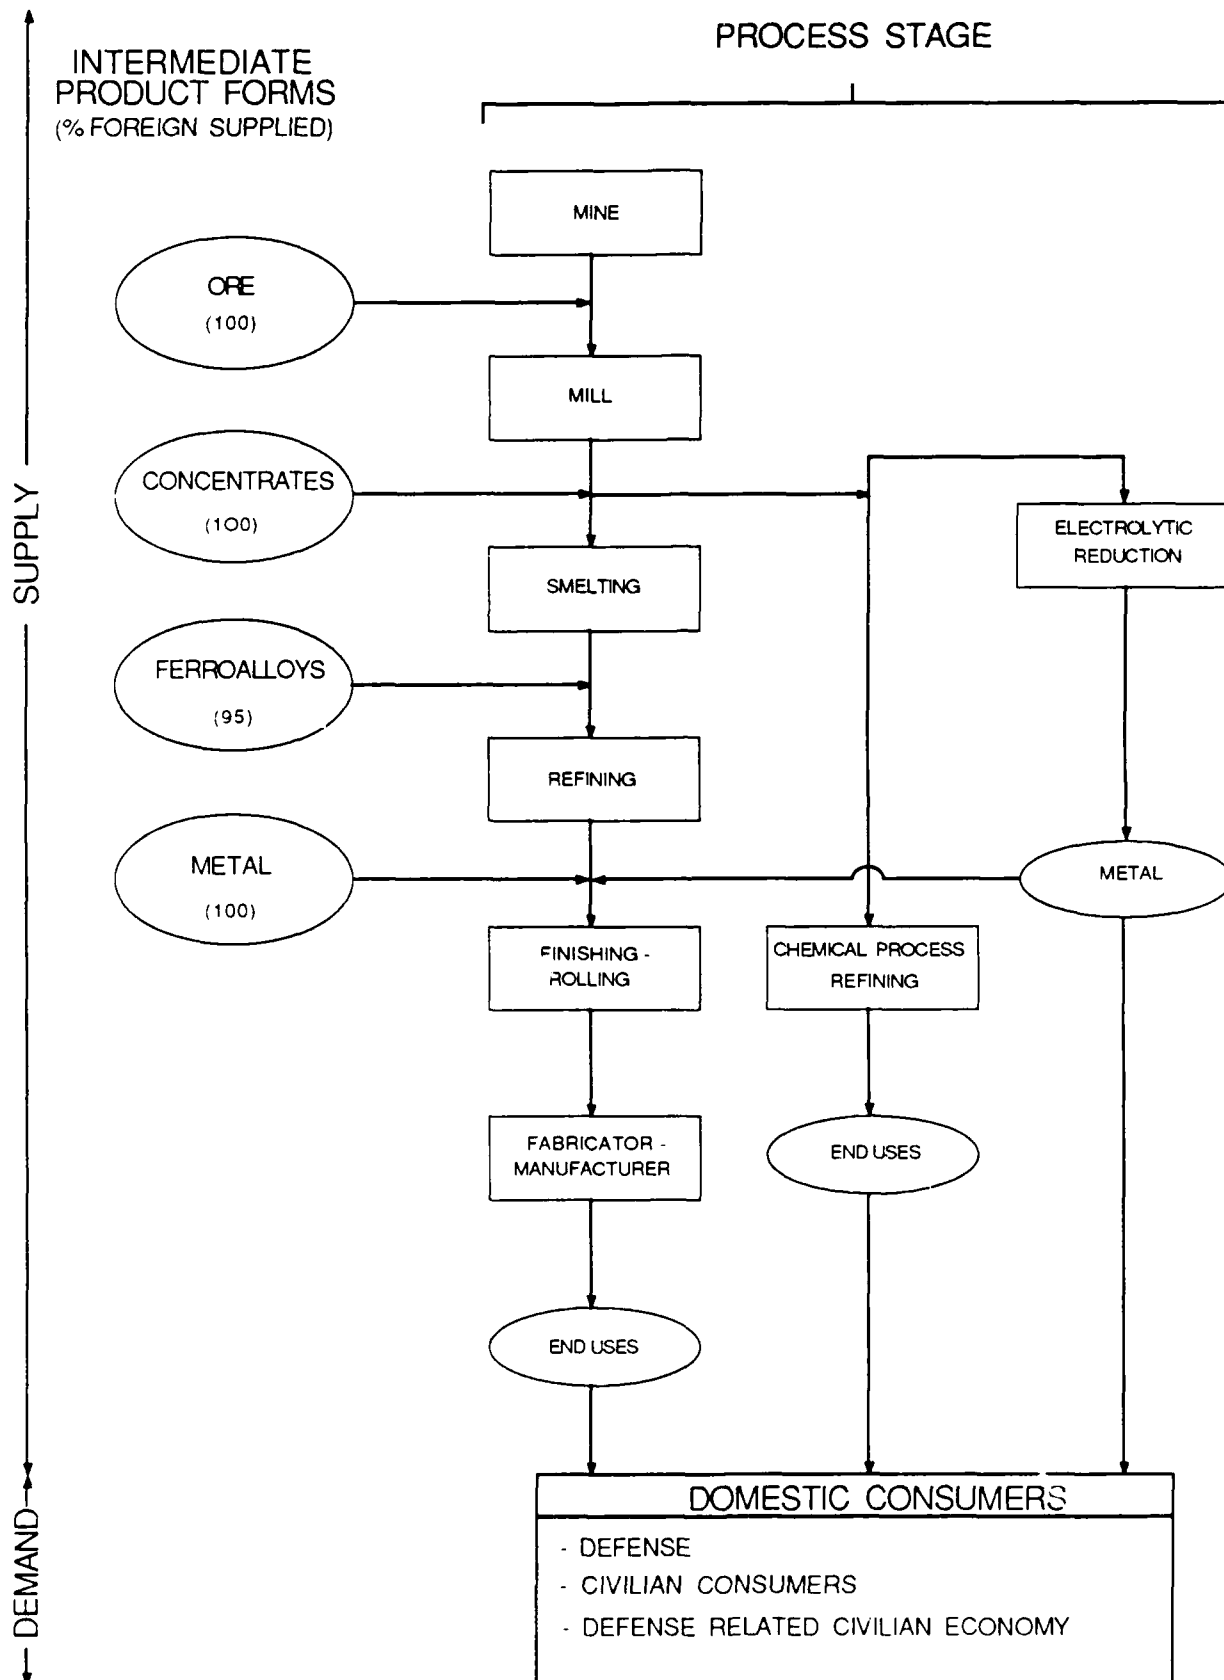 PROCESS STAGE
INTERMEDIATE
PRODUCT FORMS
(% FOREIGN SUPPLIED)
MINE
ORE
(100)
MILL
CONCENTRATES
(100)
ELECTROLYTIC
REDUCTION
SUPPLY
SMELTING
FERROALLOYS
(95)
REFINING
METAL
(100)
METAL
FINISHING -
ROLLING
CHEMICAL PROCESS
REFINING
FABRICATOR -
MANUFACTURER
END USES
END USES
DOMESTIC CONSUMERS
DEMAND
- DEFENSE
- CIVILIAN CONSUMERS
- DEFENSE RELATED CIVILIAN ECONOMY